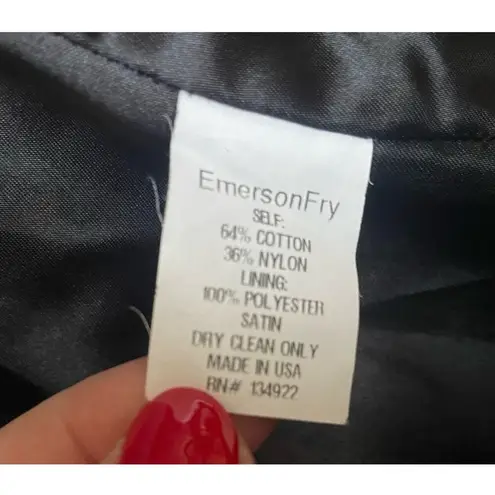 EmersonFry
SELF:
64% COTTON
36% NYLON
LINING:
100% POLYESTER
SATIN
DRY CLEAN ONLY
MADE IN USA
RN# 134922